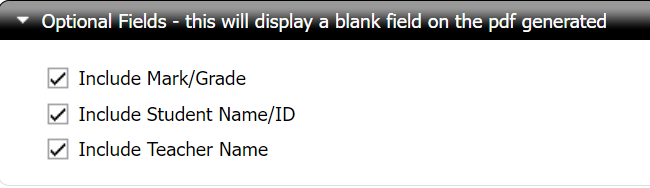 Optional Fields - this will display a blank field on the pdf generated
Include Mark/Grade
Include Student Name/ID
Include Teacher Name